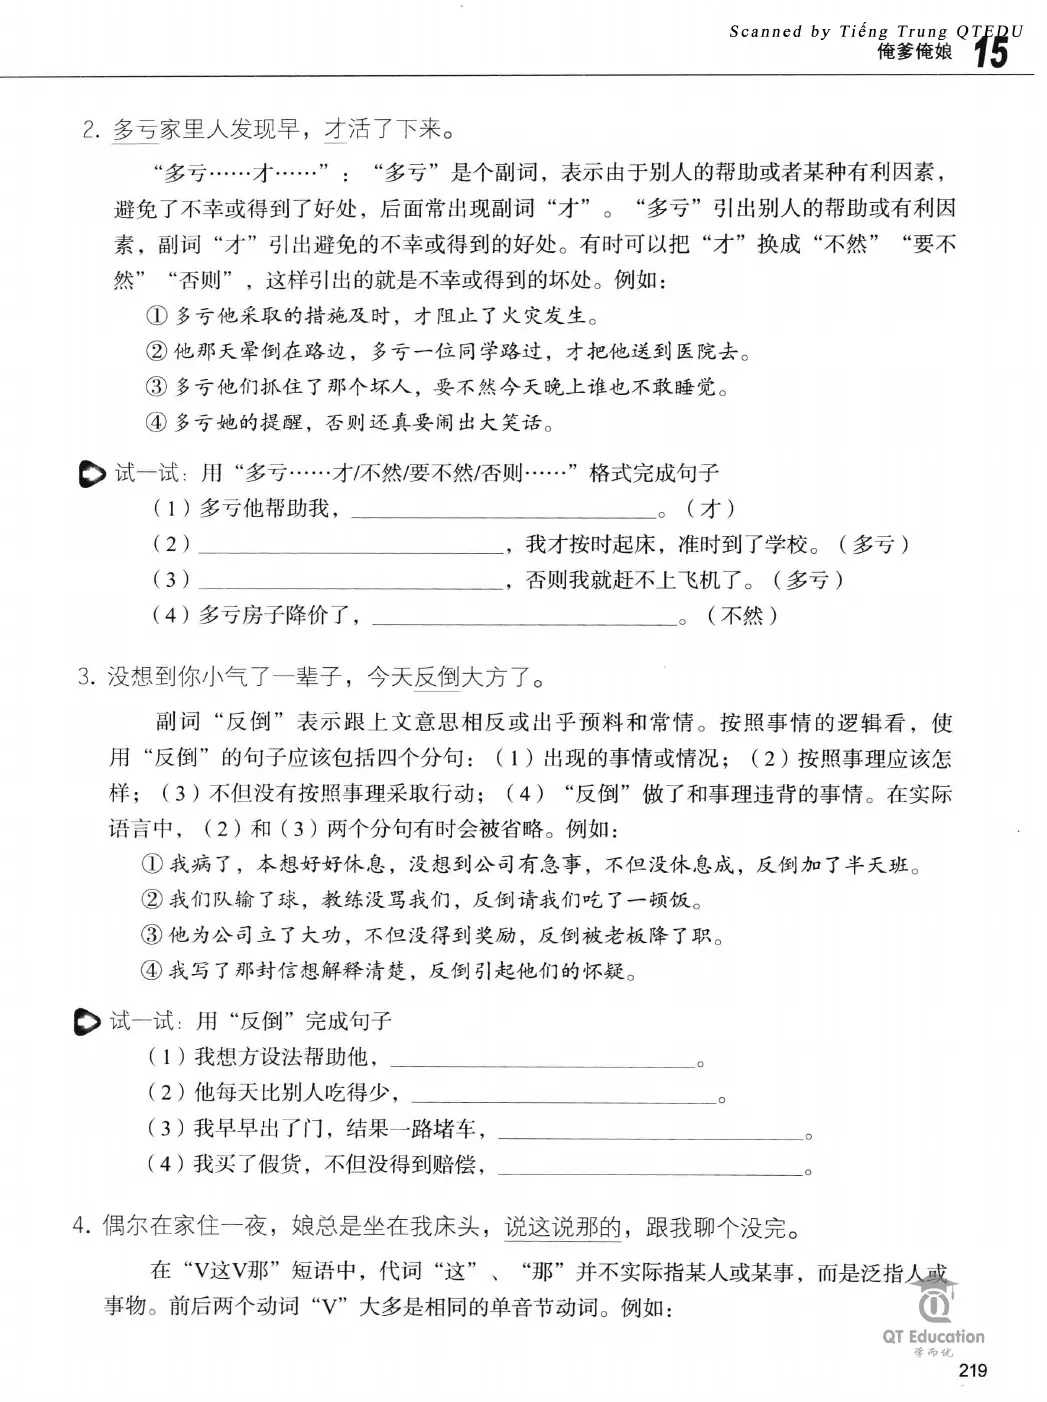 Scanned by Tiếng Trung QTEDU
俺爹俺娘 15
2. 多亏家里人发现早，才活了下来。
“多亏……才……”：“多亏”是个副词，表示由于别人的帮助或者某种有利因素，
避免了不幸或得到了好处，后面常出现副词“才”。“多亏”引出别人的帮助或有利因
素，副词“才”引出避免的不幸或得到的好处。有时可以把“才”换成“不然”“要不
然”“否则”，这样引出的就是不幸或得到的坏处。例如：
①多亏他采取的措施及时，才阻止了火灾发生。
②他那天晕倒在路边，多亏一位同学路过，才把他送到医院去。
③多亏他们抓住了那个坏人，要不然今天晚上谁也不敢睡觉。
④多亏她的提醒，否则还真要闹出大笑话。
试一试：用“多亏……才/不然/要不然/否则……”格式完成句子
（1）多亏他帮助我，____________________________。（才）
（2）____________________________，我才按时起床，准时到了学校。（多亏）
（3）____________________________，否则我就赶不上飞机了。（多亏）
（4）多亏房子降价了，____________________________。（不然）
3. 没想到你小气了一辈子，今天反倒大方了。
副词“反倒”表示跟上文意思相反或出乎预料和常情。按照事情的逻辑看，使
用“反倒”的句子应该包括四个分句：（1）出现的事情或情况；（2）按照事理应该怎
样；（3）不但没有按照事理采取行动；（4）“反倒”做了和事理违背的事情。在实际
语言中，（2）和（3）两个分句有时会被省略。例如：
①我病了，本想好好休息，没想到公司有急事，不但没休息成，反倒加了半天班。
②我们队输了球，教练没骂我们，反倒请我们吃了一顿饭。
③他为公司立了大功，不但没得到奖励，反倒被老板降了职。
④我写了那封信想解释清楚，反倒引起他们的怀疑。
试一试：用“反倒”完成句子
（1）我想方设法帮助他，____________________________。
（2）他每天比别人吃得少，____________________________。
（3）我早早出了门，结果一路堵车，____________________________。
（4）我买了假货，不但没得到赔偿，____________________________。
4. 偶尔在家住一夜，娘总是坐在我床头，说这说那的，跟我聊个没完。
在“V这V那”短语中，代词“这”、“那”并不实际指某人或某事，而是泛指人或
事物。前后两个动词“V”大多是相同的单音节动词。例如：
QT Education
学而优
219